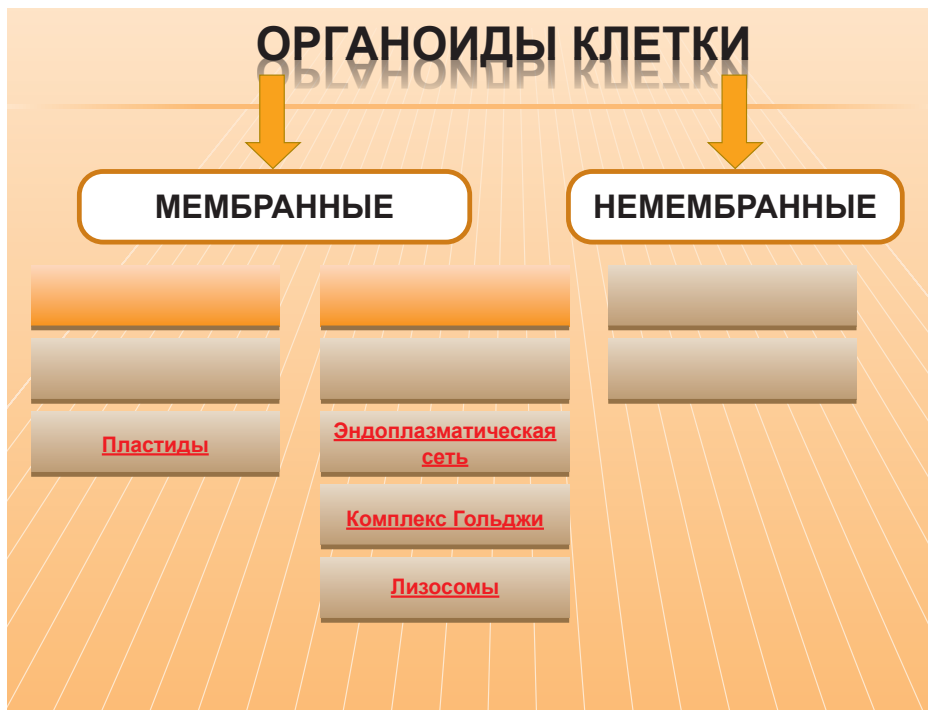 ОРГАНОИДЫ КЛЕТКИ
МЕМБРАННЫЕ
НЕМЕМБРАННЫЕ
Пластиды
Эндоплазматическая
сеть
Комплекс Гольджи
Лизосомы